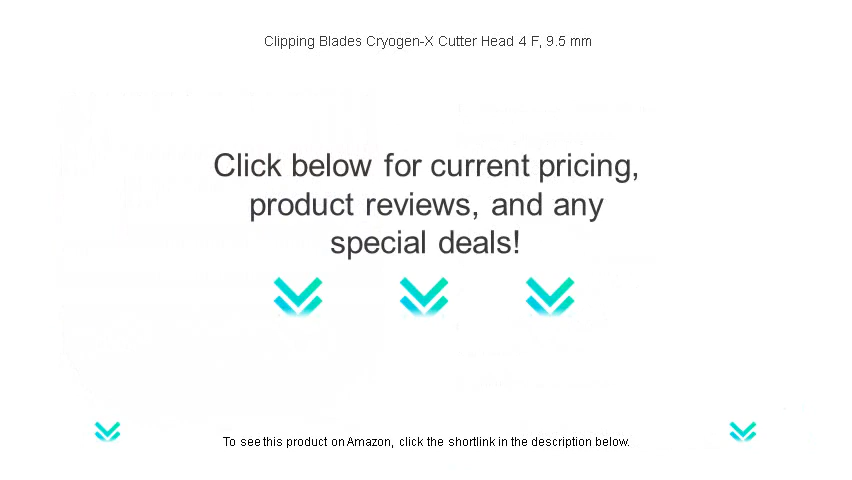 Clipping Blades Cryogen-X Cutter Head 4 F, 9.5 mm
Click below for current pricing,
product reviews, and any
special deals!
To see this product on Amazon, click the shortlink in the description below.